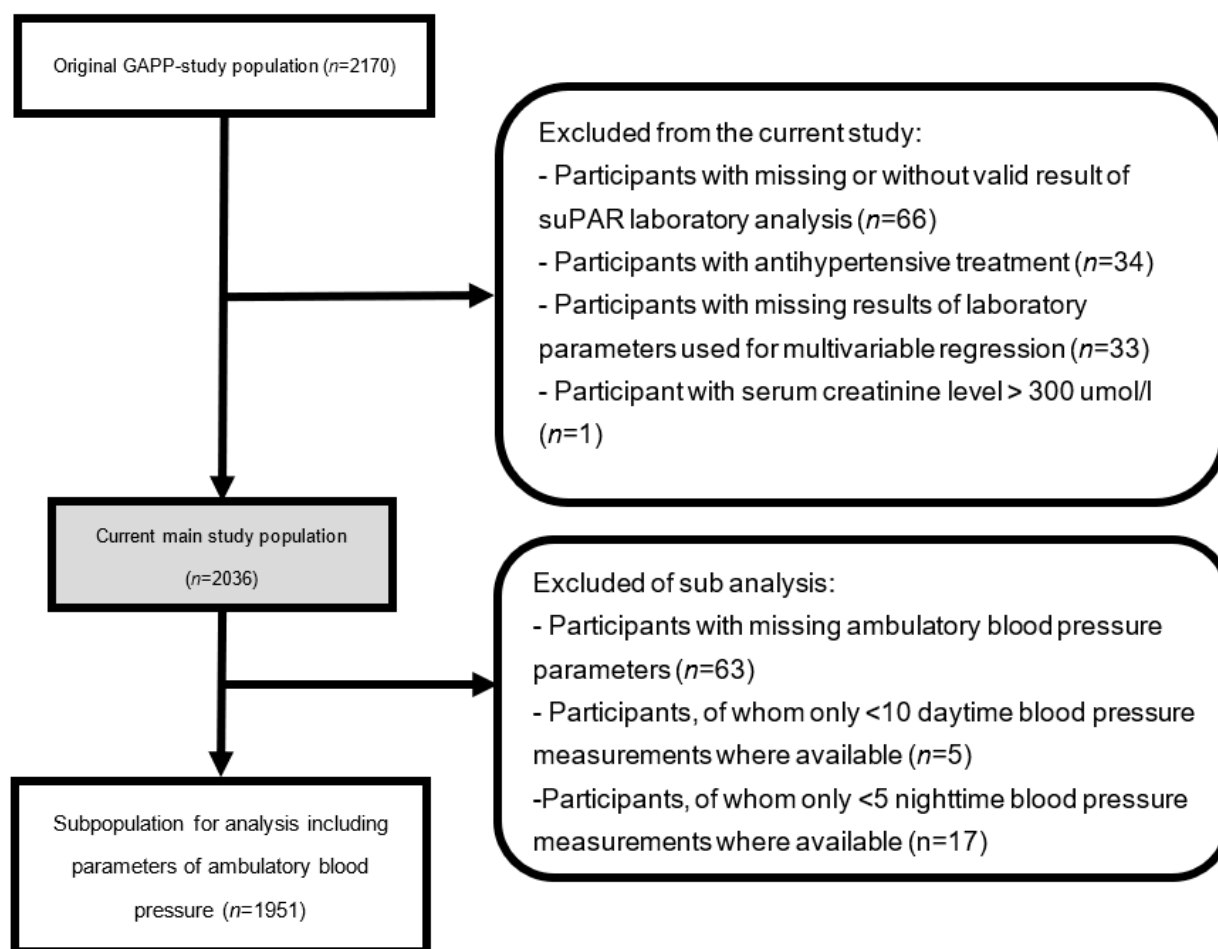 Original GAPP-study population (n=2170)
Excluded from the current study:
- Participants with missing or without valid result of
suPAR laboratory analysis (n=66)
- Participants with antihypertensive treatment (n=34)
- Participants with missing results of laboratory
parameters used for multivariable regression (n=33)
- Participant with serum creatinine level > 300 umol/l
(n=1)
Current main study population
(n=2036)
Excluded of sub analysis:
- Participants with missing ambulatory blood pressure
parameters (n=63)
- Participants, of whom only <10 daytime blood pressure
measurements where available (n=5)
-Participants, of whom only <5 nighttime blood pressure
measurements where available (n=17)
Subpopulation for analysis including
parameters of ambulatory blood
pressure (n=1951)